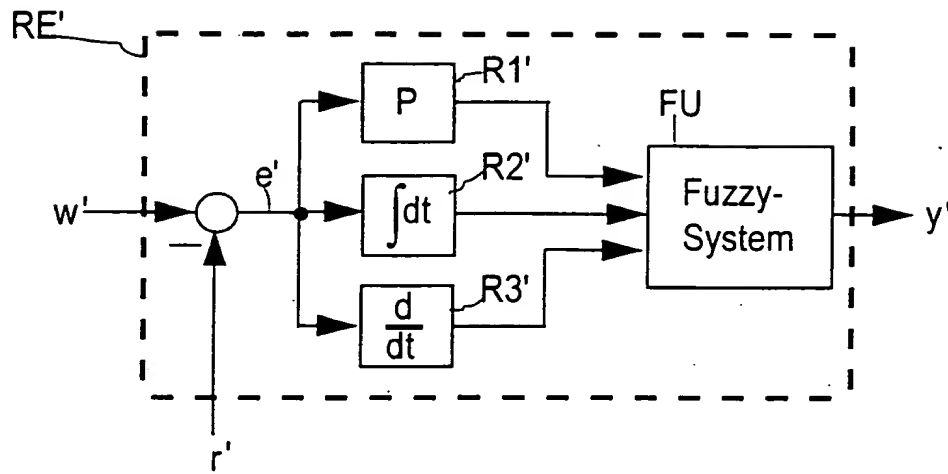 RE'
P
R1'
FU
e'
R2'
w'
∫dt
Fuzzy-
System
y'
—
R3'
d
dt
r'